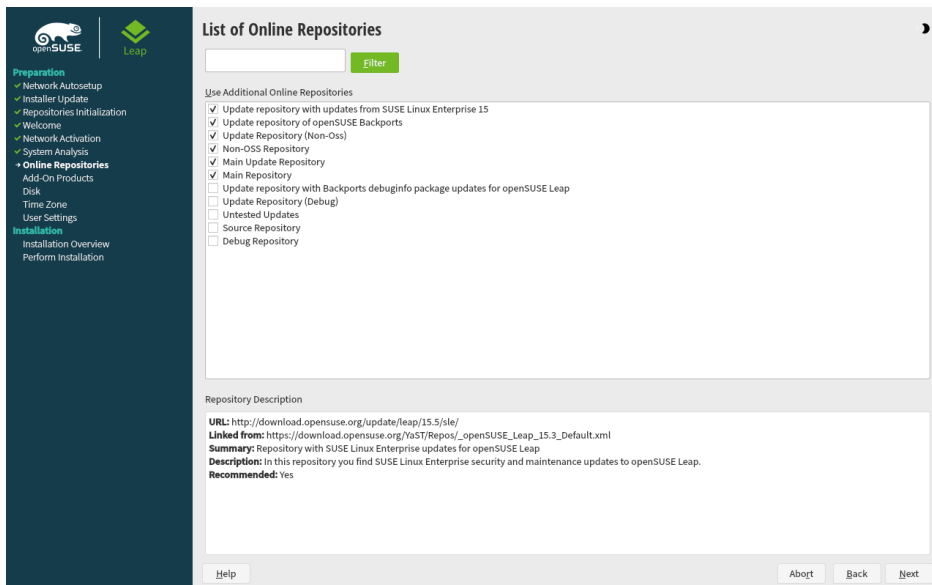 openSUSE
Leap
Preparation
✓ Network Autosetup
✓ Installer Update
✓ Repositories Initialization
✓ Welcome
✓ Network Activation
✓ System Analysis
Online Repositories
Add-On Products
Disk
Time Zone
User Settings
Installation
Installation Overview
Perform Installation
List of Online Repositories
Filter
Use Additional Online Repositories
Update repository with updates from SUSE Linux Enterprise 15
Update repository of openSUSE Backports
Update Repository (Non-Oss)
Non-OSS Repository
Main Update Repository
Main Repository
Update repository with Backports debuginfo package updates for openSUSE Leap
Update Repository (Debug)
Untested Updates
Source Repository
Debug Repository
Repository Description
URL: http://download.opensuse.org/update/leap/15.5/sle/
Linked from: https://download.opensuse.org/YaST/Repos/_openSUSE_Leap_15.3_Default.xml
Summary: Repository with SUSE Linux Enterprise updates for openSUSE Leap
Description: In this repository you find SUSE Linux Enterprise security and maintenance updates to openSUSE Leap.
Recommended: Yes
Help
Abort
Back
Next